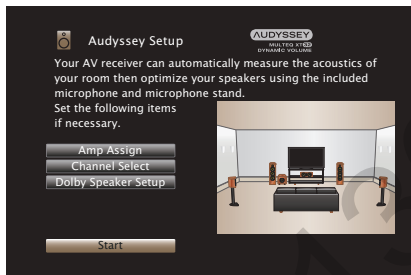 Audyssey Setup
AUDYSSEY
MULTEQ XT32
DYNAMIC VOLUME
Your AV receiver can automatically measure the acoustics of
your room then optimize your speakers using the included
microphone and microphone stand.
Set the following items
if necessary.
Amp Assign
Channel Select
Dolby Speaker Setup
Start